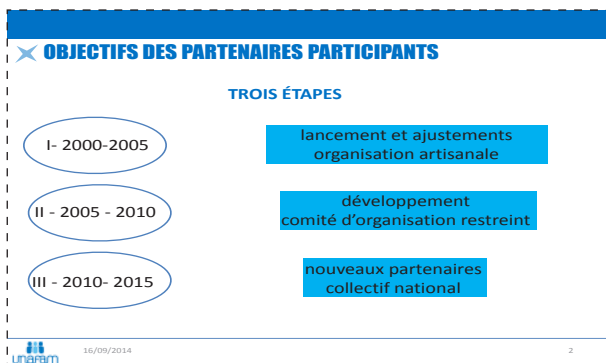 OBJECTIFS DES PARTENAIRES PARTICIPANTS
TROIS ÉTAPES
I- 2000-2005
lancement et ajustements
organisation artisanale
II - 2005 - 2010
développement
comité d'organisation restreint
III - 2010- 2015
nouveaux partenaires
collectif national
unafam
16/09/2014
2